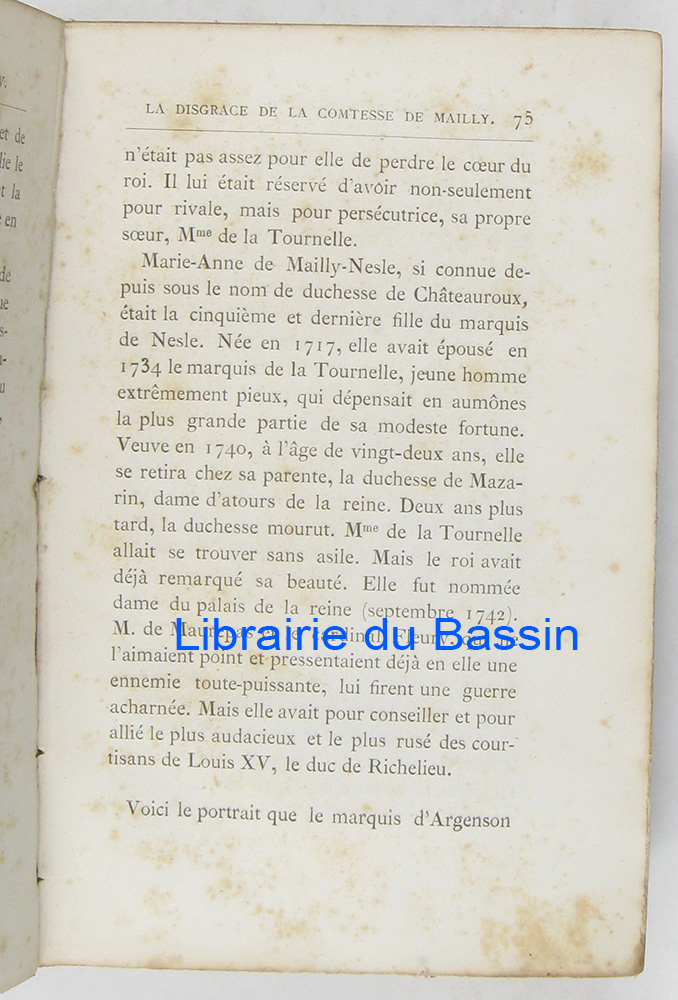 LA DISGRACE DE LA COMTESSE DE MAILLY. 75
n'était pas assez pour elle de perdre le cœur du
roi. Il lui était réservé d'avoir non-seulement
pour rivale, mais pour persécutrice, sa propre
sœur, Mme de la Tournelle.
Marie-Anne de Mailly-Nesle, si connue de-
puis sous le nom de duchesse de Châteauroux,
était la cinquième et dernière fille du marquis
de Nesle. Née en 1717, elle avait épousé en
1734 le marquis de la Tournelle, jeune homme
extrêmement pieux, qui dépensait en aumônes
la plus grande partie de sa modeste fortune.
Veuve en 1740, à l'âge de vingt-deux ans, elle
se retira chez sa parente, la duchesse de Maza-
rin, dame d'atours de la reine. Deux ans plus
tard, la duchesse mourut. Mme de la Tournelle
allait se trouver sans asile. Mais le roi avait
déjà remarqué sa beauté. Elle fut nommée
dame du palais de la reine (septembre 1742).
M. de Maurepas et le cardinal Fleury, qui ne
Librairie du Bassin
l'aimaient point et pressentaient déjà en elle une
ennemie toute-puissante, lui firent une guerre
acharnée. Mais elle avait pour conseiller et pour
allié le plus audacieux et le plus rusé des cour-
tisans de Louis XV, le duc de Richelieu.
Voici le portrait que le marquis d'Argenson